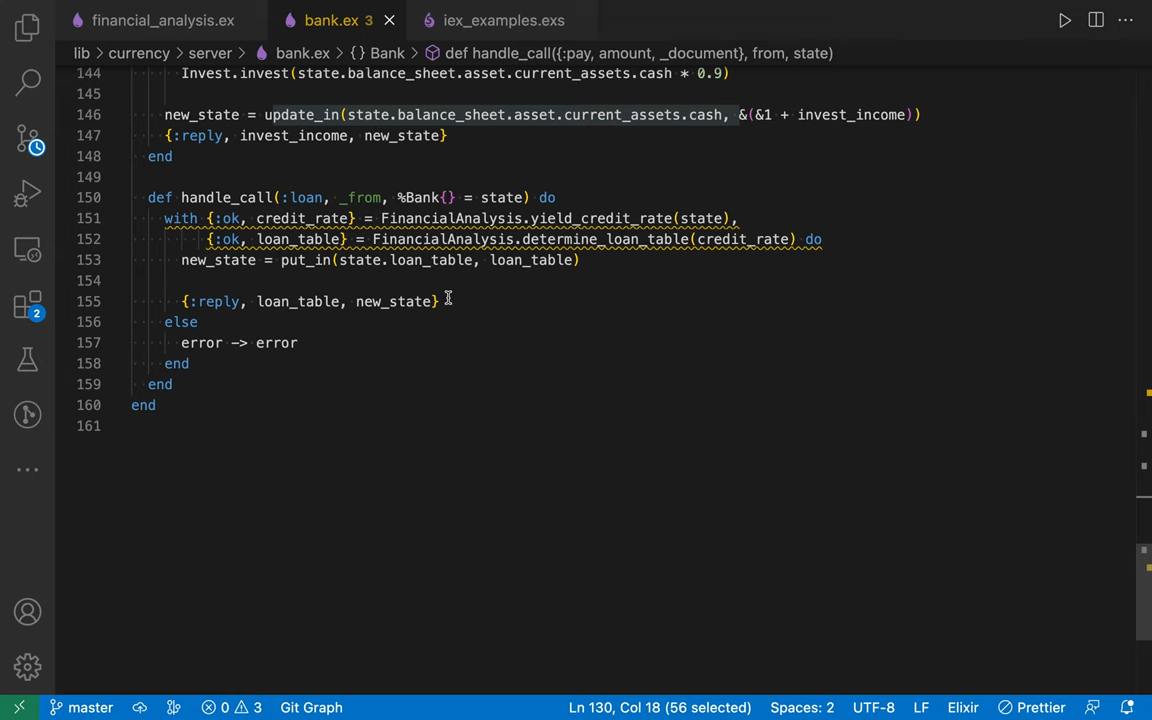 financial_analysis.ex bank.ex 3 iex_examples.exs
lib › currency › server › bank.ex › {} Bank › def handle_call({:pay, amount, _document}, from, state)
144 Invest.invest(state.balance_sheet.asset.current_assets.cash * 0.9)
145
146 new_state = update_in(state.balance_sheet.asset.current_assets.cash, &(&1 + invest_income))
147 {:reply, invest_income, new_state}
148 end
149
150 def handle_call(:loan, _from, %Bank{} = state) do
151 with {:ok, credit_rate} = FinancialAnalysis.yield_credit_rate(state),
152 {:ok, loan_table} = FinancialAnalysis.determine_loan_table(credit_rate) do
153 new_state = put_in(state.loan_table, loan_table)
154
155 {:reply, loan_table, new_state}
156 else
157 error -> error
158 end
159 end
160 end
161
2
master 0 3 Git Graph Ln 130, Col 18 (56 selected) Spaces: 2 UTF-8 LF Elixir Prettier